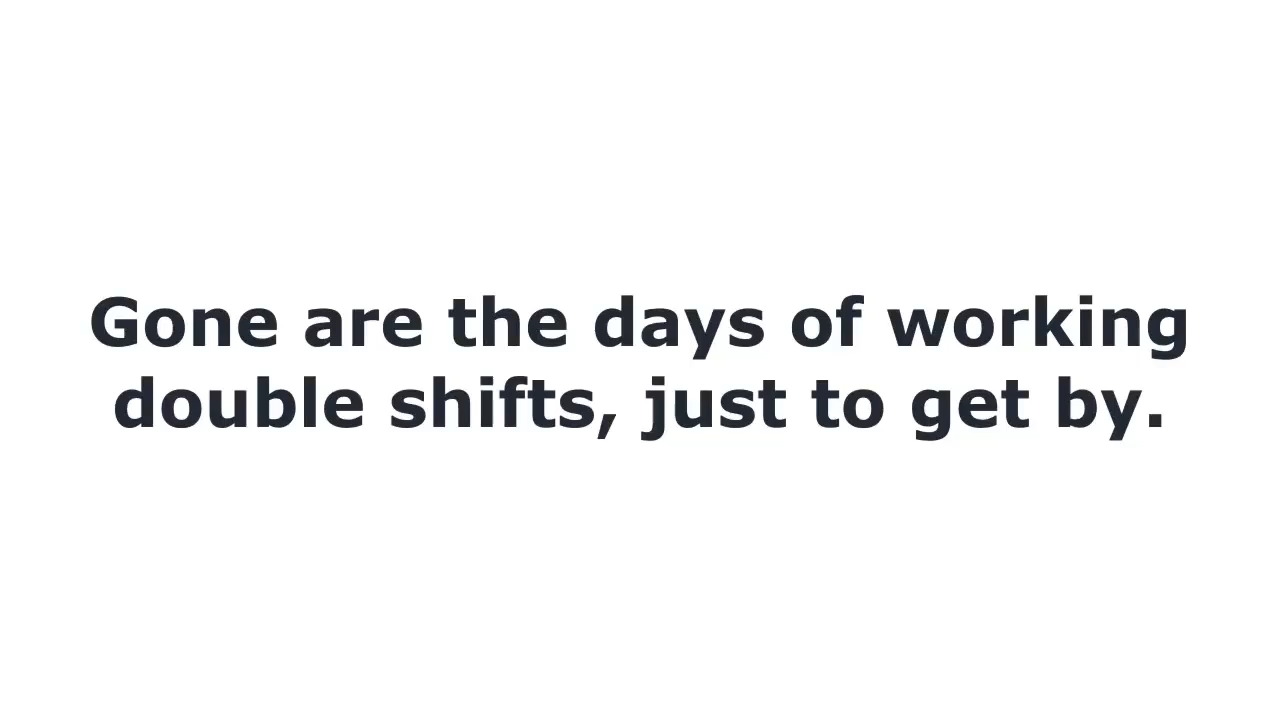 Gone are the days of working
double shifts, just to get by.